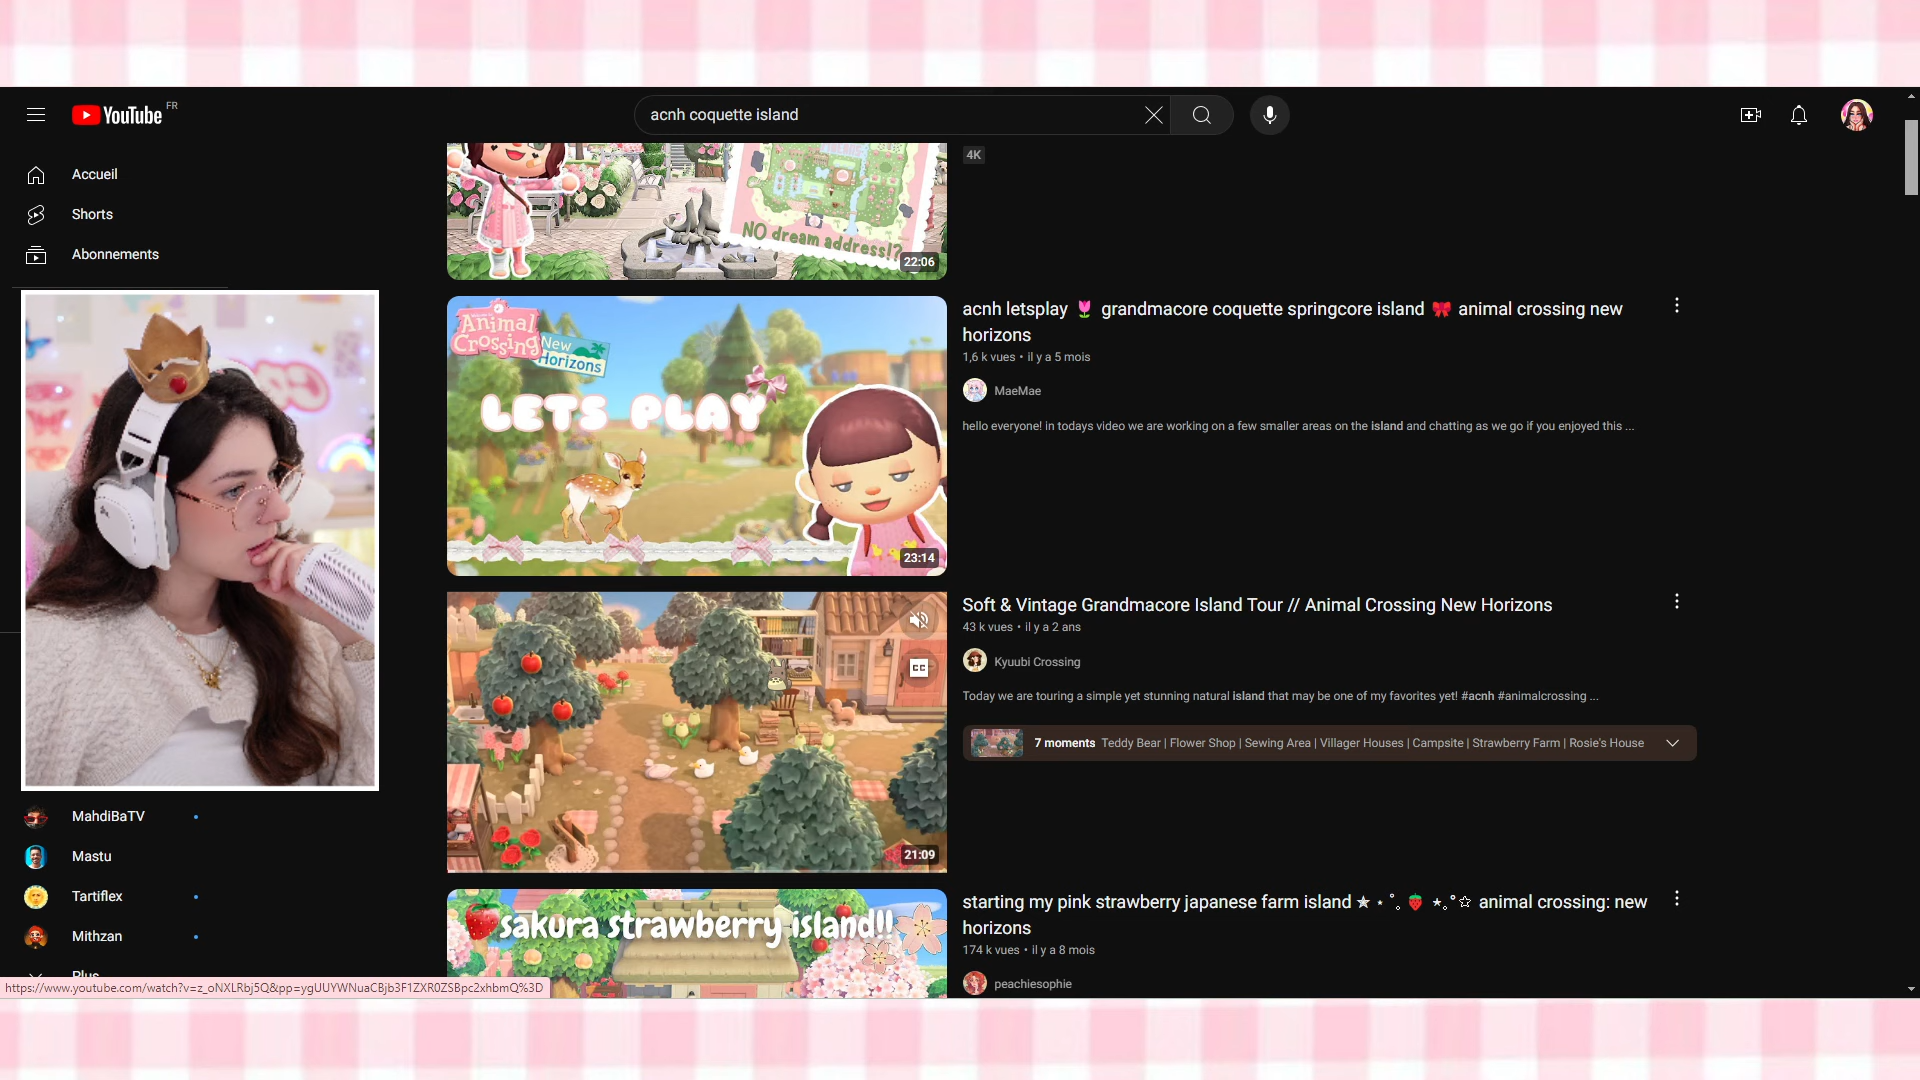 YouTube FR
acnh coquette island
Accueil
Shorts
Abonnements
MahdiBaTV
Mastu
Tartiflex
Mithzan
Plus
NO dream address!?
22:06
4K
Animal
Crossing
New
Horizons
LETS PLAY
23:14
acnh letsplay 🌷 grandmacore coquette springcore island 🎀 animal crossing new
horizons
1,6 k vues • il y a 5 mois
MaeMae
hello everyone! in todays video we are working on a few smaller areas on the island and chatting as we go if you enjoyed this ...
CC
21:09
Soft & Vintage Grandmacore Island Tour // Animal Crossing New Horizons
43 k vues • il y a 2 ans
Kyuubi Crossing
Today we are touring a simple yet stunning natural island that may be one of my favorites yet! #acnh #animalcrossing ...
7 moments Teddy Bear | Flower Shop | Sewing Area | Villager Houses | Campsite | Strawberry Farm | Rosie's House
sakura strawberry island!!
starting my pink strawberry japanese farm island ★ ⋆ ˚。 🍓 ⋆｡˚☆ animal crossing: new
horizons
174 k vues • il y a 8 mois
peachiesophie
https://www.youtube.com/watch?v=z_oNXLRbj5Q&pp=ygUUYWNuaCBjb3F1ZXR0ZSBpc2xhbmQ%3D